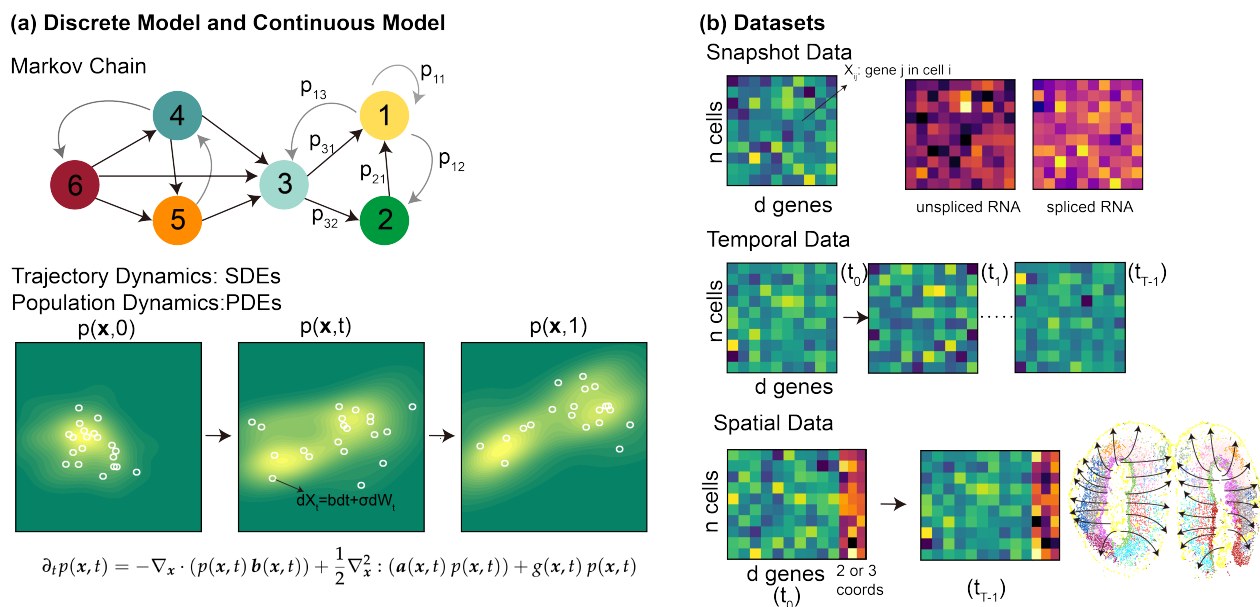 (a) Discrete Model and Continuous Model
Markov Chain
4
6
5
3
1
2
p₁₁
p₁₃
p₁₂
p₃₁
p₂₁
p₃₂
Trajectory Dynamics: SDEs
Population Dynamics:PDEs
p(x,0)
p(x,t)
p(x,1)
dXₜ=bdt+σdWₜ
∂ₜp(x, t) = −∇ₓ · (p(x, t) b(x, t)) + 1/2 ∇²ₓ : (a(x, t) p(x, t)) + g(x, t) p(x, t)
(b) Datasets
Snapshot Data
Xᵢⱼ: gene j in cell i
n cells
d genes
unspliced RNA
spliced RNA
Temporal Data
(t₀)
(t₁)
(t_T-1)
n cells
......
d genes
Spatial Data
n cells
d genes
2 or 3
coords
(t₀)
(t_T-1)